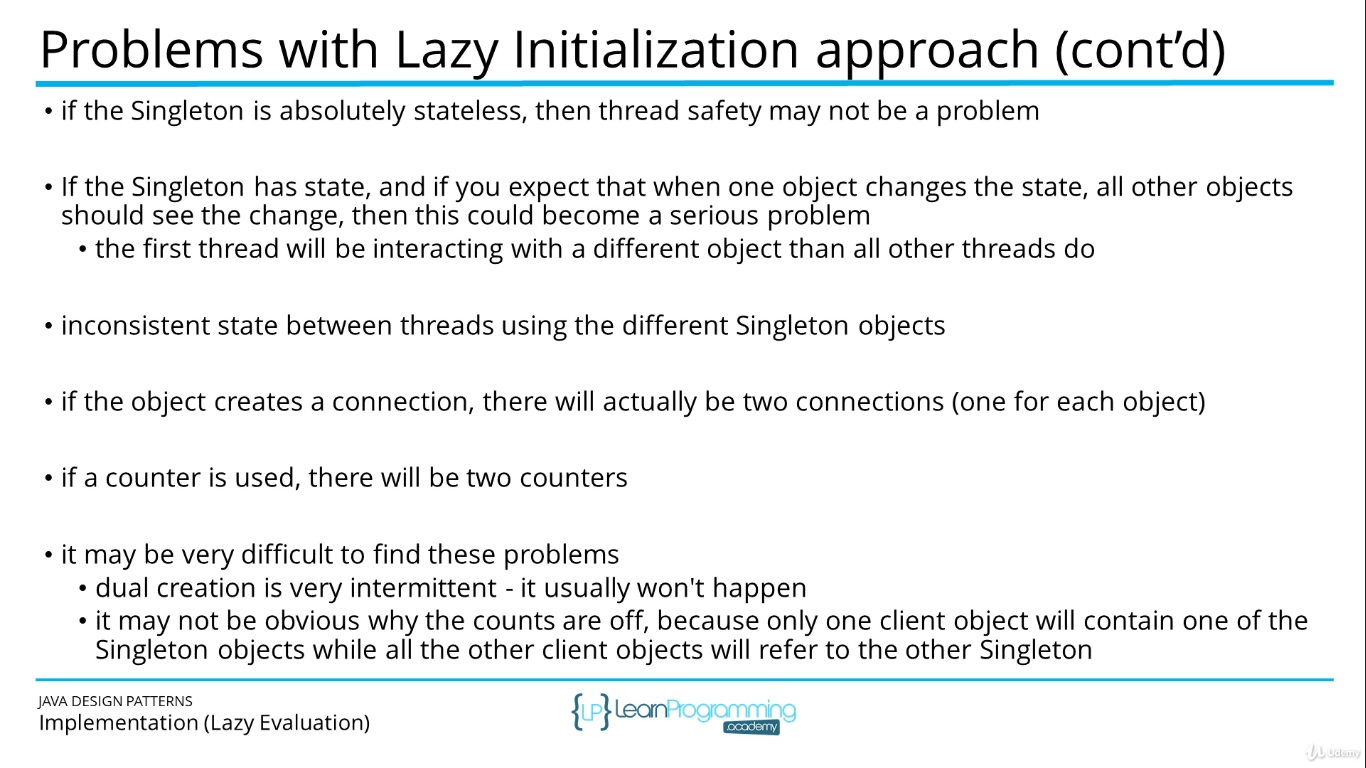 Problems with Lazy Initialization approach (cont’d)
• if the Singleton is absolutely stateless, then thread safety may not be a problem
• If the Singleton has state, and if you expect that when one object changes the state, all other objects
should see the change, then this could become a serious problem
• the first thread will be interacting with a different object than all other threads do
• inconsistent state between threads using the different Singleton objects
• if the object creates a connection, there will actually be two connections (one for each object)
• if a counter is used, there will be two counters
• it may be very difficult to find these problems
• dual creation is very intermittent - it usually won't happen
• it may not be obvious why the counts are off, because only one client object will contain one of the
Singleton objects while all the other client objects will refer to the other Singleton
JAVA DESIGN PATTERNS
Implementation (Lazy Evaluation)
{LP} LearnProgramming
.academy
Udemy